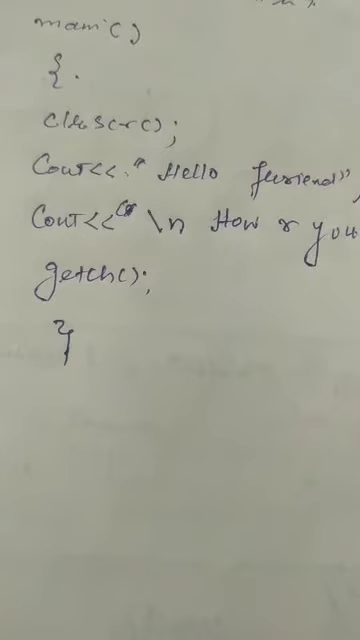 main()
{.
clrscr();
Cout<<." Hello friend",
Cout<<" \n How r you
getch();
}